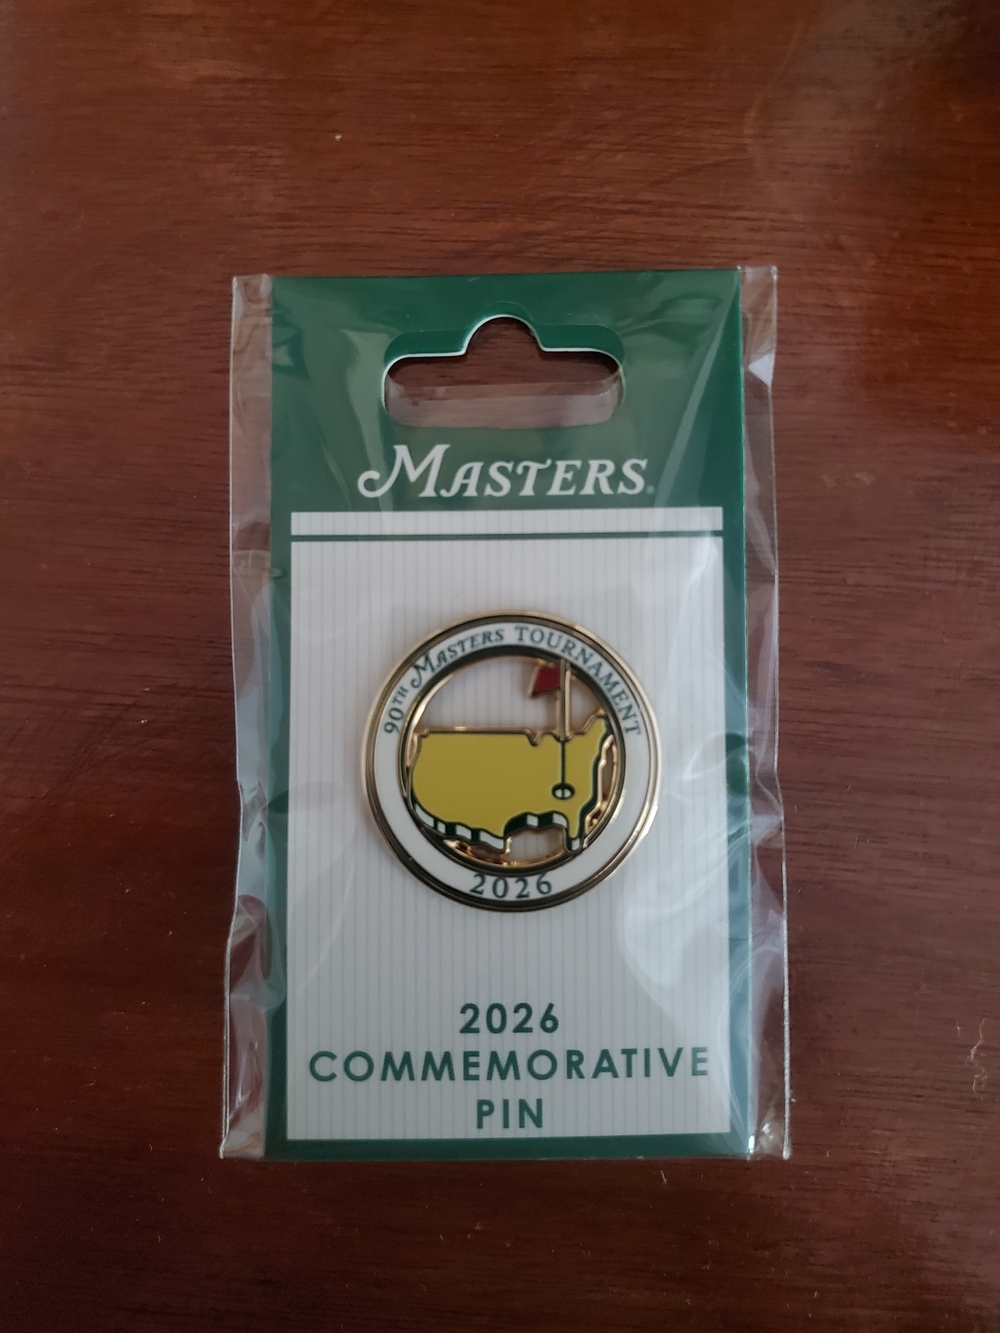 MASTERS
90TH MASTERS TOURNAMENT
2026
2026
COMMEMORATIVE
PIN